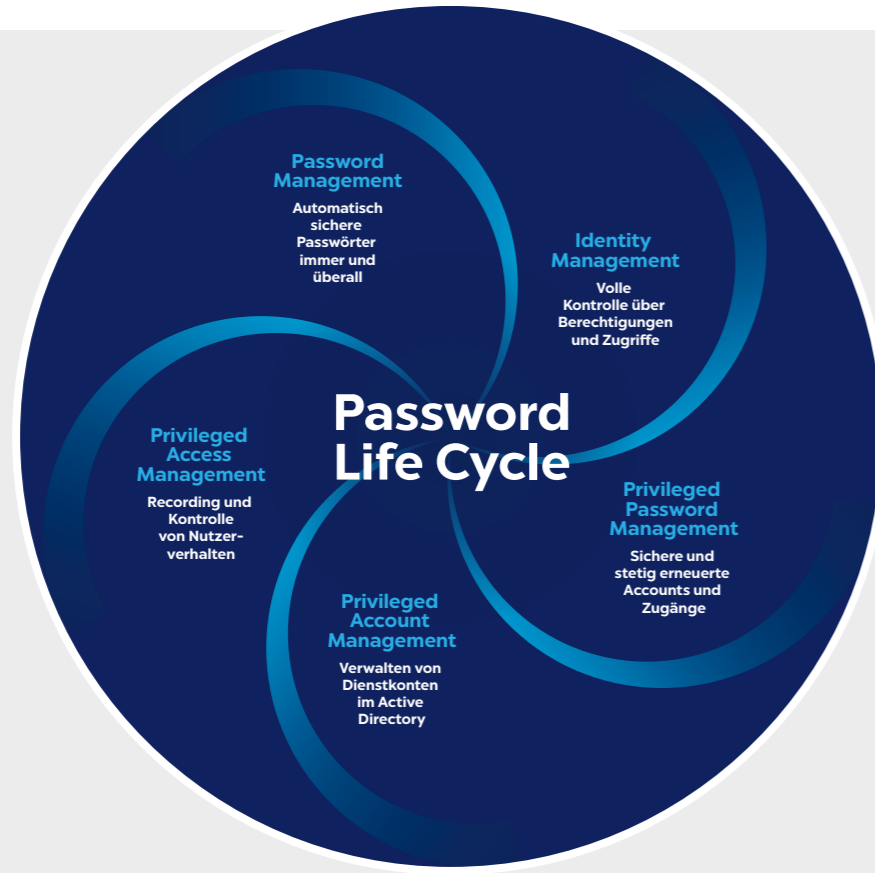 Password
Management
Automatisch
sichere
Passwörter
immer und
überall
Identity
Management
Volle
Kontrolle über
Berechtigungen
und Zugriffe
Password
Life Cycle
Privileged
Access
Management
Recording und
Kontrolle
von Nutzer-
verhalten
Privileged
Password
Management
Sichere und
stetig erneuerte
Accounts und
Zugänge
Privileged
Account
Management
Verwalten von
Dienstkonten
im Active
Directory